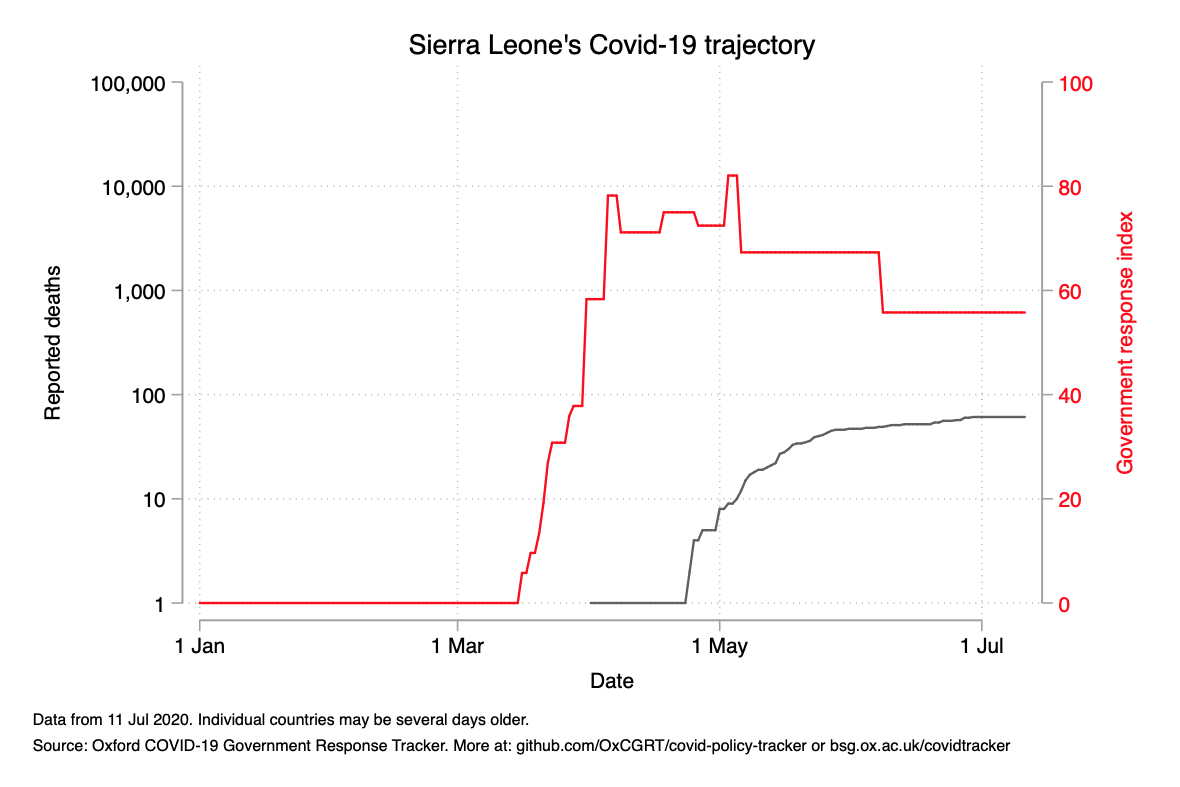 Sierra Leone's Covid-19 trajectory
100,000
10,000
1,000
100
10
1
Reported deaths
100
80
60
40
20
0
Government response index
1 Jan
1 Mar
1 May
1 Jul
Date
Data from 11 Jul 2020. Individual countries may be several days older.
Source: Oxford COVID-19 Government Response Tracker. More at: github.com/OxCGRT/covid-policy-tracker or bsg.ox.ac.uk/covidtracker